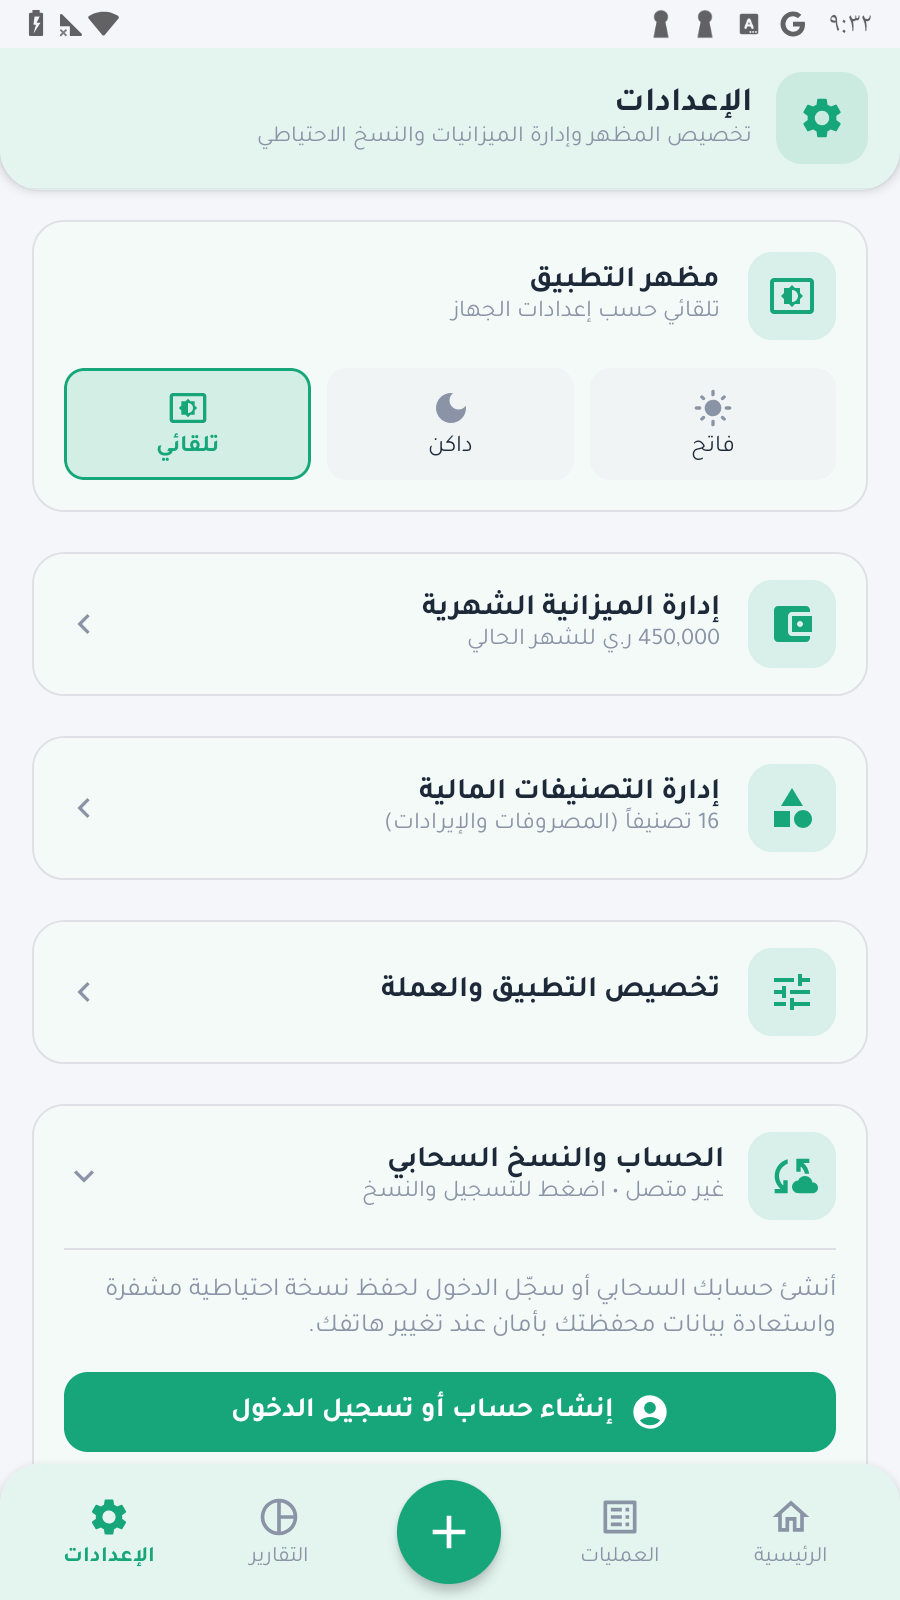 ٩:٣٢
الإعدادات
تخصيص المظهر وإدارة الميزانيات والنسخ الاحتياطي
مظهر التطبيق
تلقائي حسب إعدادات الجهاز
فاتح
داكن
تلقائي
إدارة الميزانية الشهرية
450,000 ر.ي للشهر الحالي
إدارة التصنيفات المالية
16 تصنيفاً (المصروفات والإيرادات)
تخصيص التطبيق والعملة
الحساب والنسخ السحابي
غير متصل • اضغط للتسجيل والنسخ
أنشئ حسابك السحابي أو سجّل الدخول لحفظ نسخة احتياطية مشفرة
واستعادة بيانات محفظتك بأمان عند تغيير هاتفك.
إنشاء حساب أو تسجيل الدخول
الرئيسية
العمليات
التقارير
الإعدادات